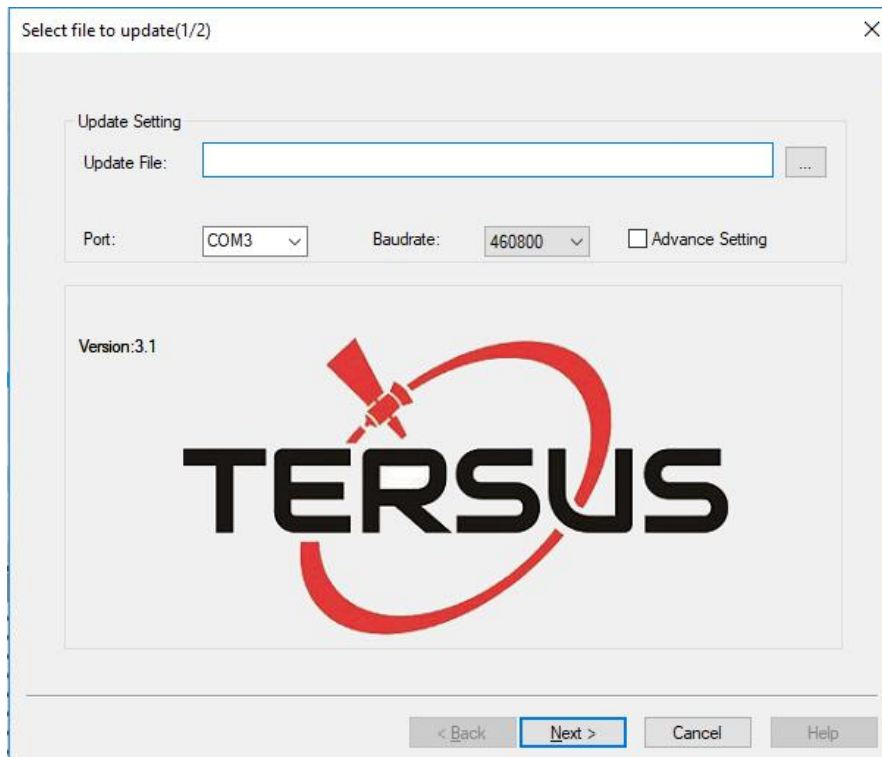 Select file to update(1/2)
Update Setting
Update File:
...
Port: COM3 Baudrate: 460800 Advance Setting
Version:3.1
TERSUS
< Back Next > Cancel Help